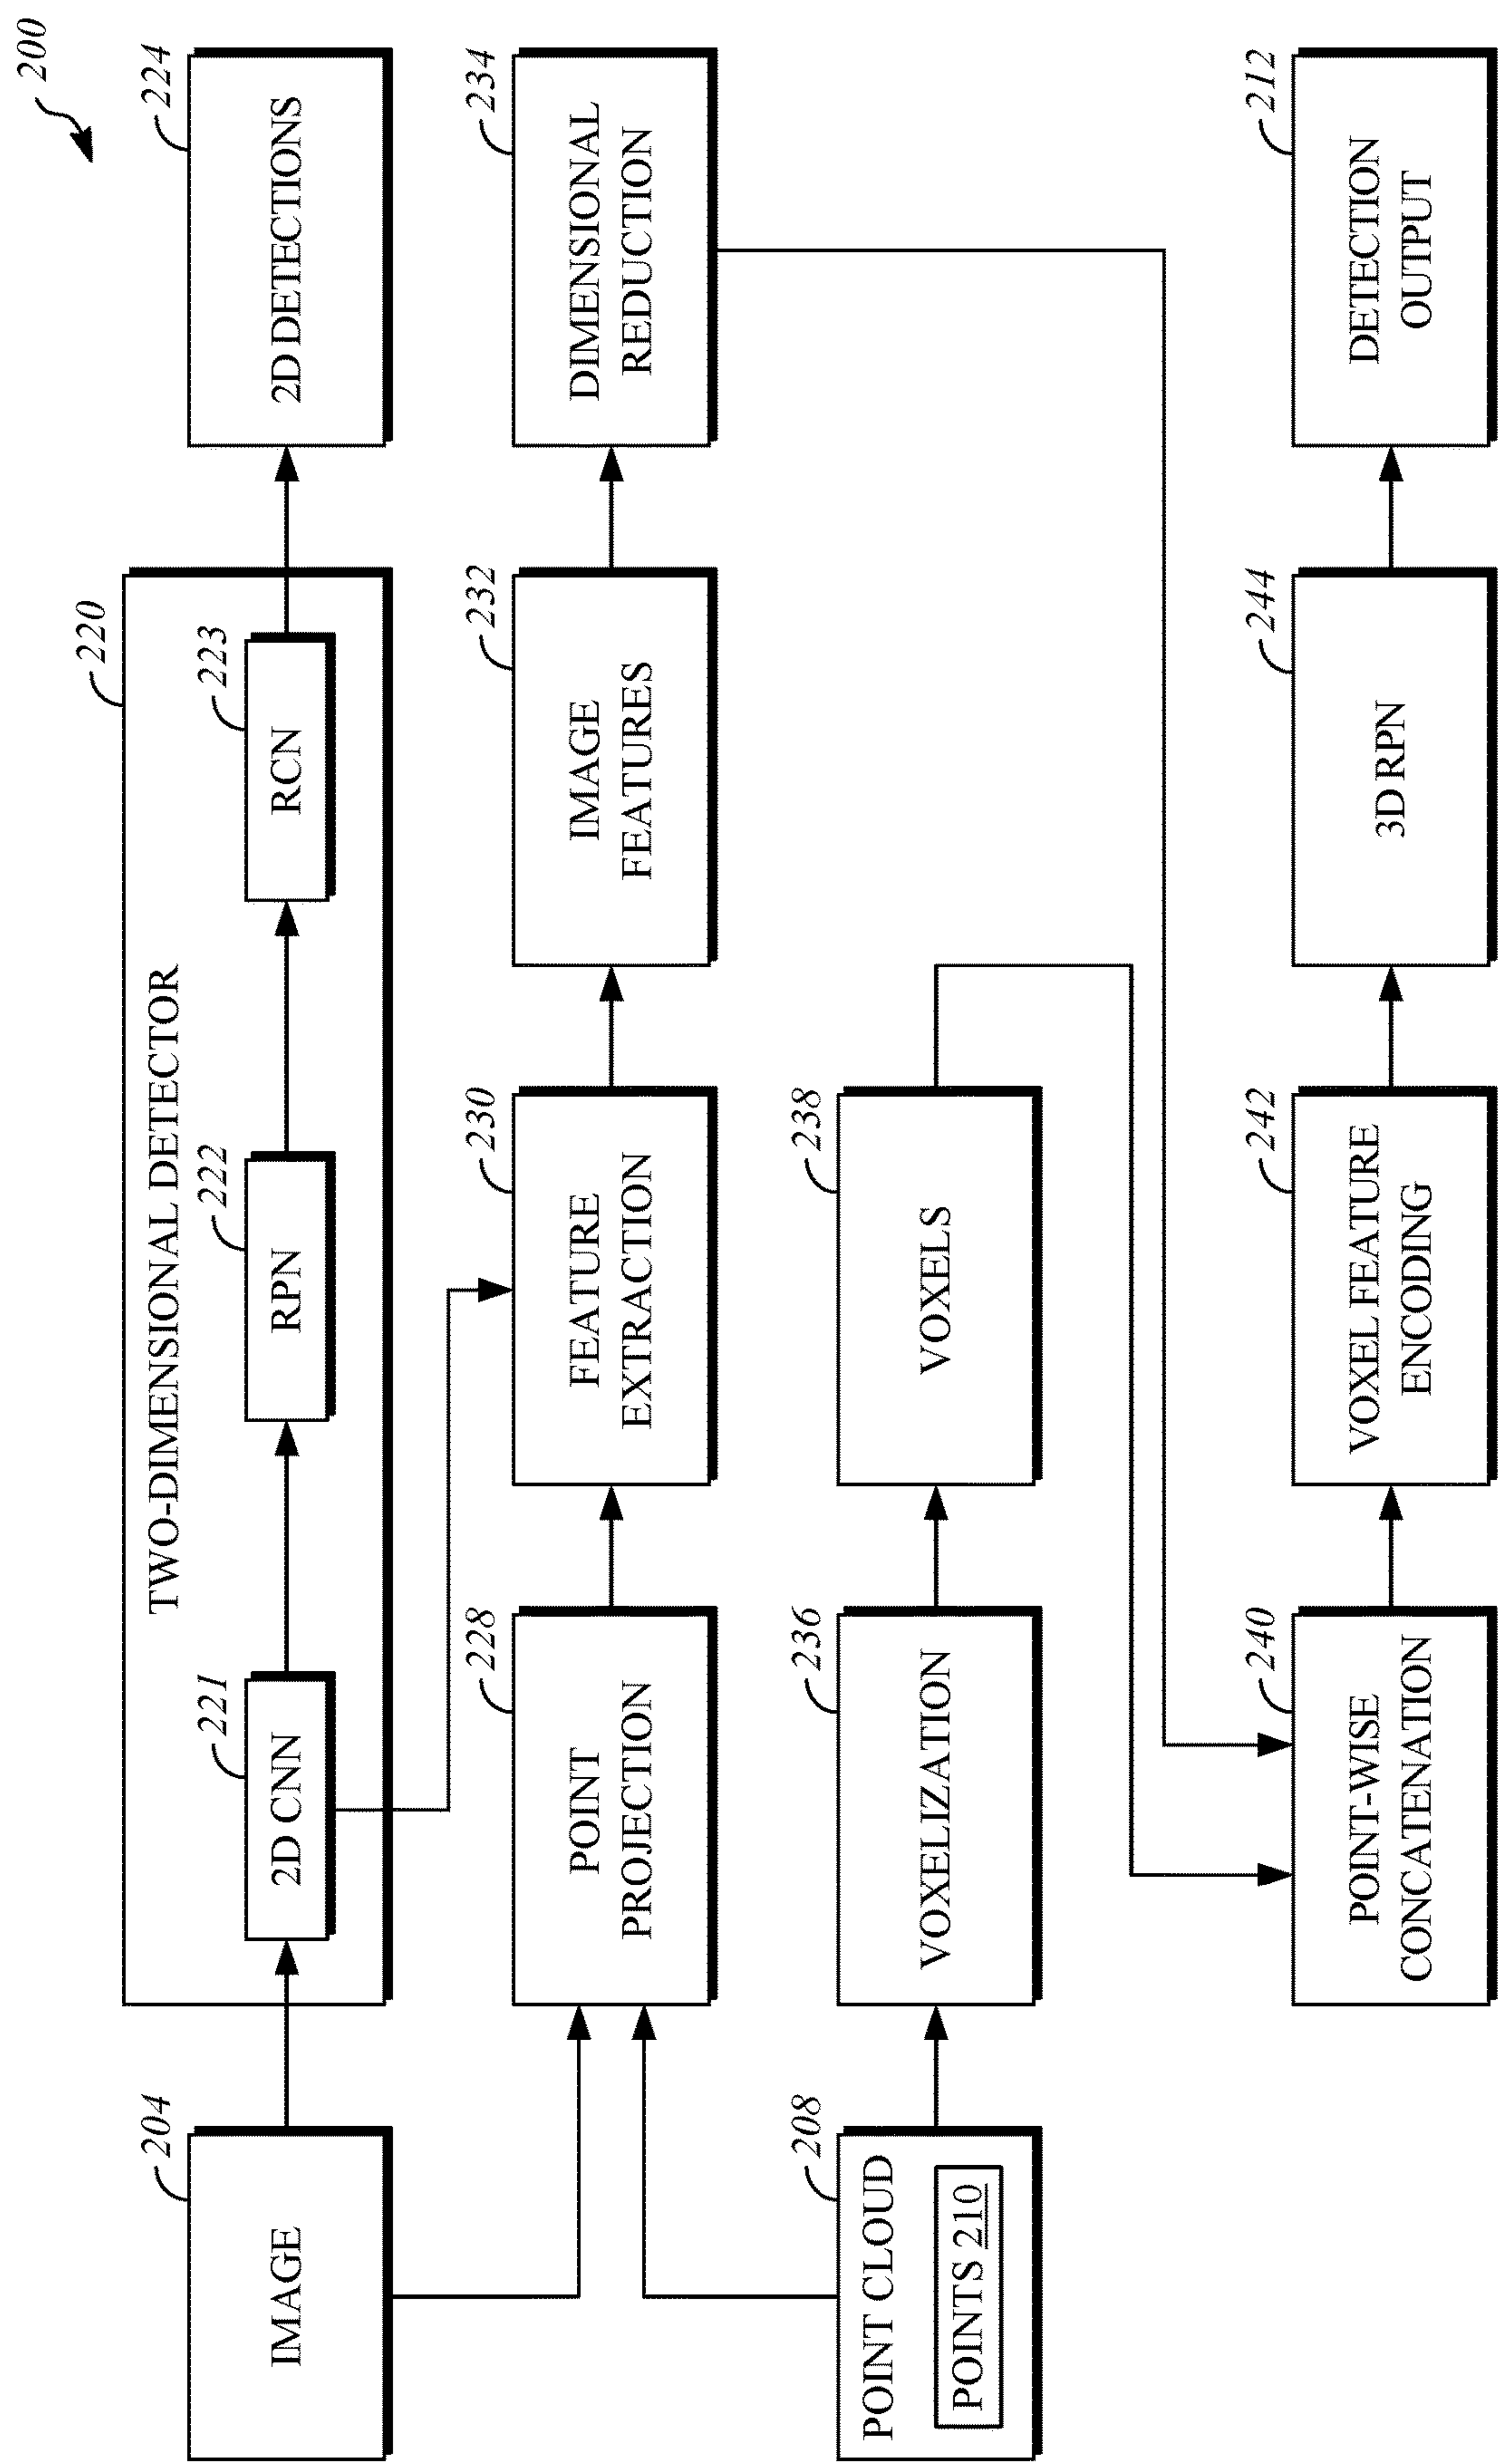 200
220
TWO-DIMENSIONAL DETECTOR
204
IMAGE
221
2D CNN
222
RPN
223
RCN
224
2D DETECTIONS
228
POINT
PROJECTION
230
FEATURE
EXTRACTION
232
IMAGE
FEATURES
234
DIMENSIONAL
REDUCTION
208
POINT CLOUD
POINTS 210
236
VOXELIZATION
238
VOXELS
240
POINT-WISE
CONCATENATION
242
VOXEL FEATURE
ENCODING
244
3D RPN
212
DETECTION
OUTPUT